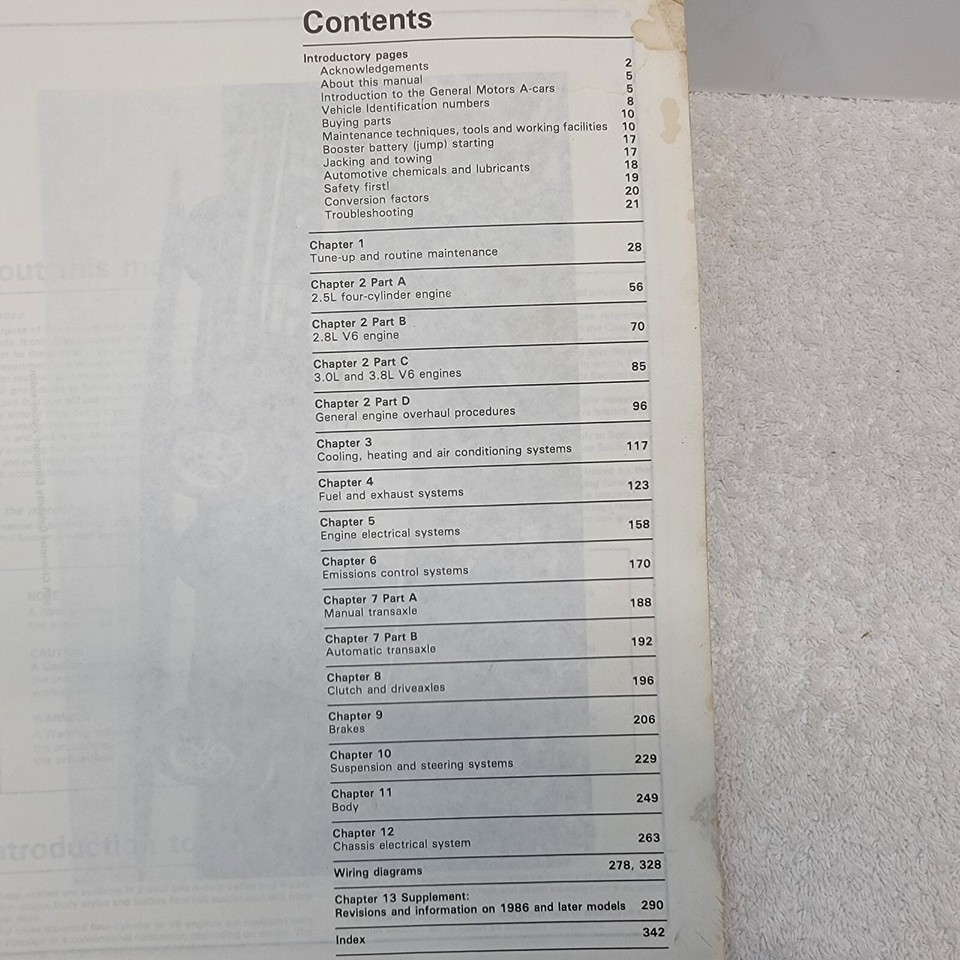 Contents
Introductory pages
Acknowledgements 2
About this manual 5
Introduction to the General Motors A-cars 5
Vehicle Identification numbers 8
Buying parts 10
Maintenance techniques, tools and working facilities 10
Booster battery (jump) starting 17
Jacking and towing 17
Automotive chemicals and lubricants 18
Safety first! 19
Conversion factors 20
Troubleshooting 21
Chapter 1
Tune-up and routine maintenance 28
Chapter 2 Part A
2.5L four-cylinder engine 56
Chapter 2 Part B
2.8L V6 engine 70
Chapter 2 Part C
3.0L and 3.8L V6 engines 85
Chapter 2 Part D
General engine overhaul procedures 96
Chapter 3
Cooling, heating and air conditioning systems 117
Chapter 4
Fuel and exhaust systems 123
Chapter 5
Engine electrical systems 158
Chapter 6
Emissions control systems 170
Chapter 7 Part A
Manual transaxle 188
Chapter 7 Part B
Automatic transaxle 192
Chapter 8
Clutch and driveaxles 196
Chapter 9
Brakes 206
Chapter 10
Suspension and steering systems 229
Chapter 11
Body 249
Chapter 12
Chassis electrical system 263
Wiring diagrams 278, 328
Chapter 13 Supplement:
Revisions and information on 1986 and later models 290
Index 342